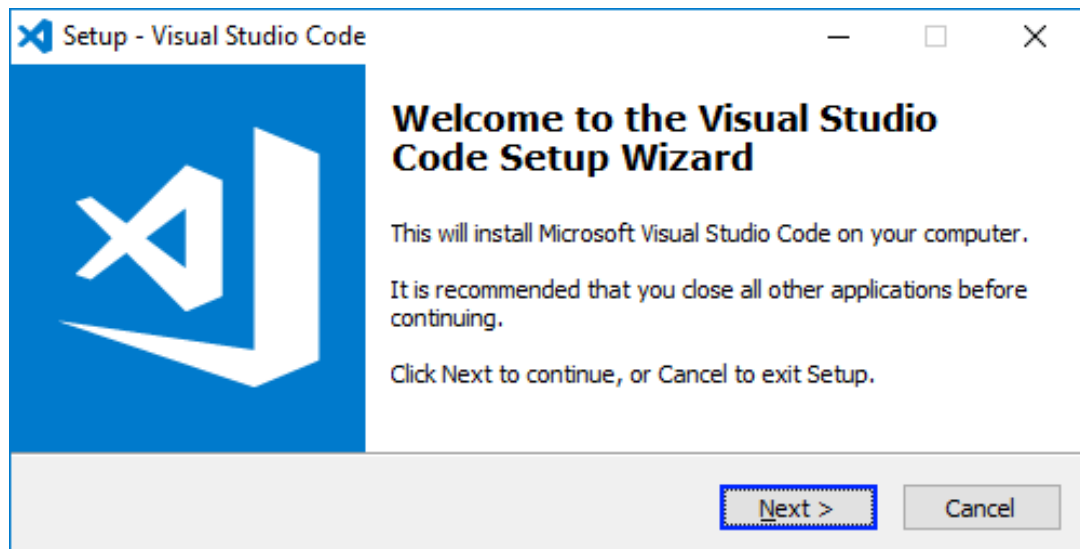 Setup - Visual Studio Code
Welcome to the Visual Studio
Code Setup Wizard
This will install Microsoft Visual Studio Code on your computer.
It is recommended that you close all other applications before
continuing.
Click Next to continue, or Cancel to exit Setup.
Next >
Cancel